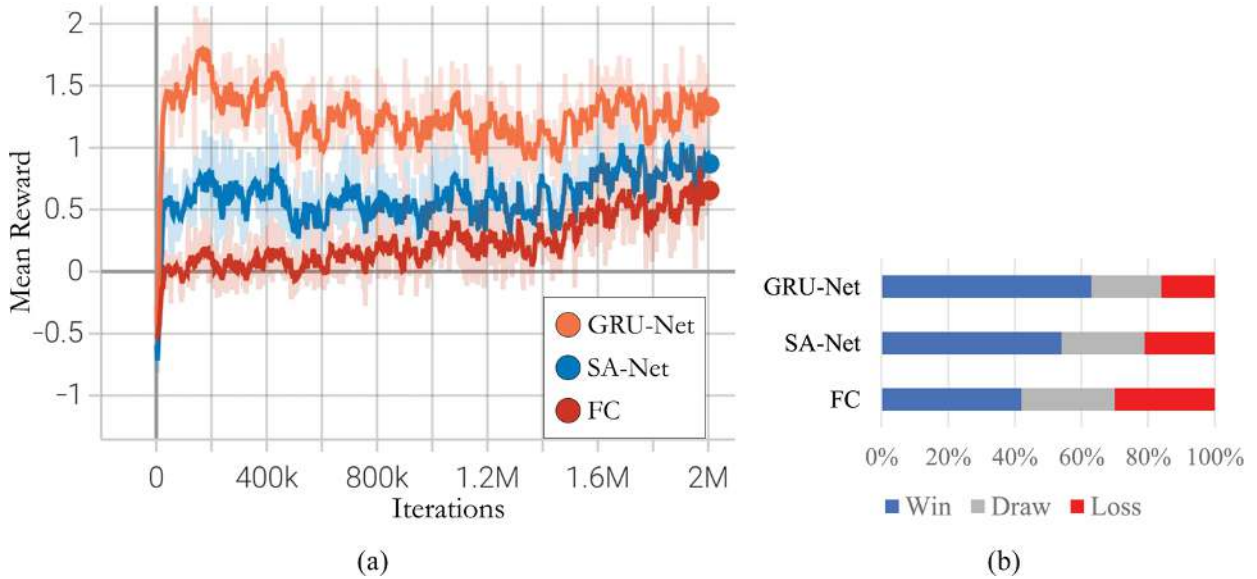 Mean Reward
2
1.5
1
0.5
0
−0.5
−1
GRU-Net
SA-Net
FC
0 400k 800k 1.2M 1.6M 2M
Iterations
(a)
GRU-Net
SA-Net
FC
0% 20% 40% 60% 80% 100%
Win Draw Loss
(b)